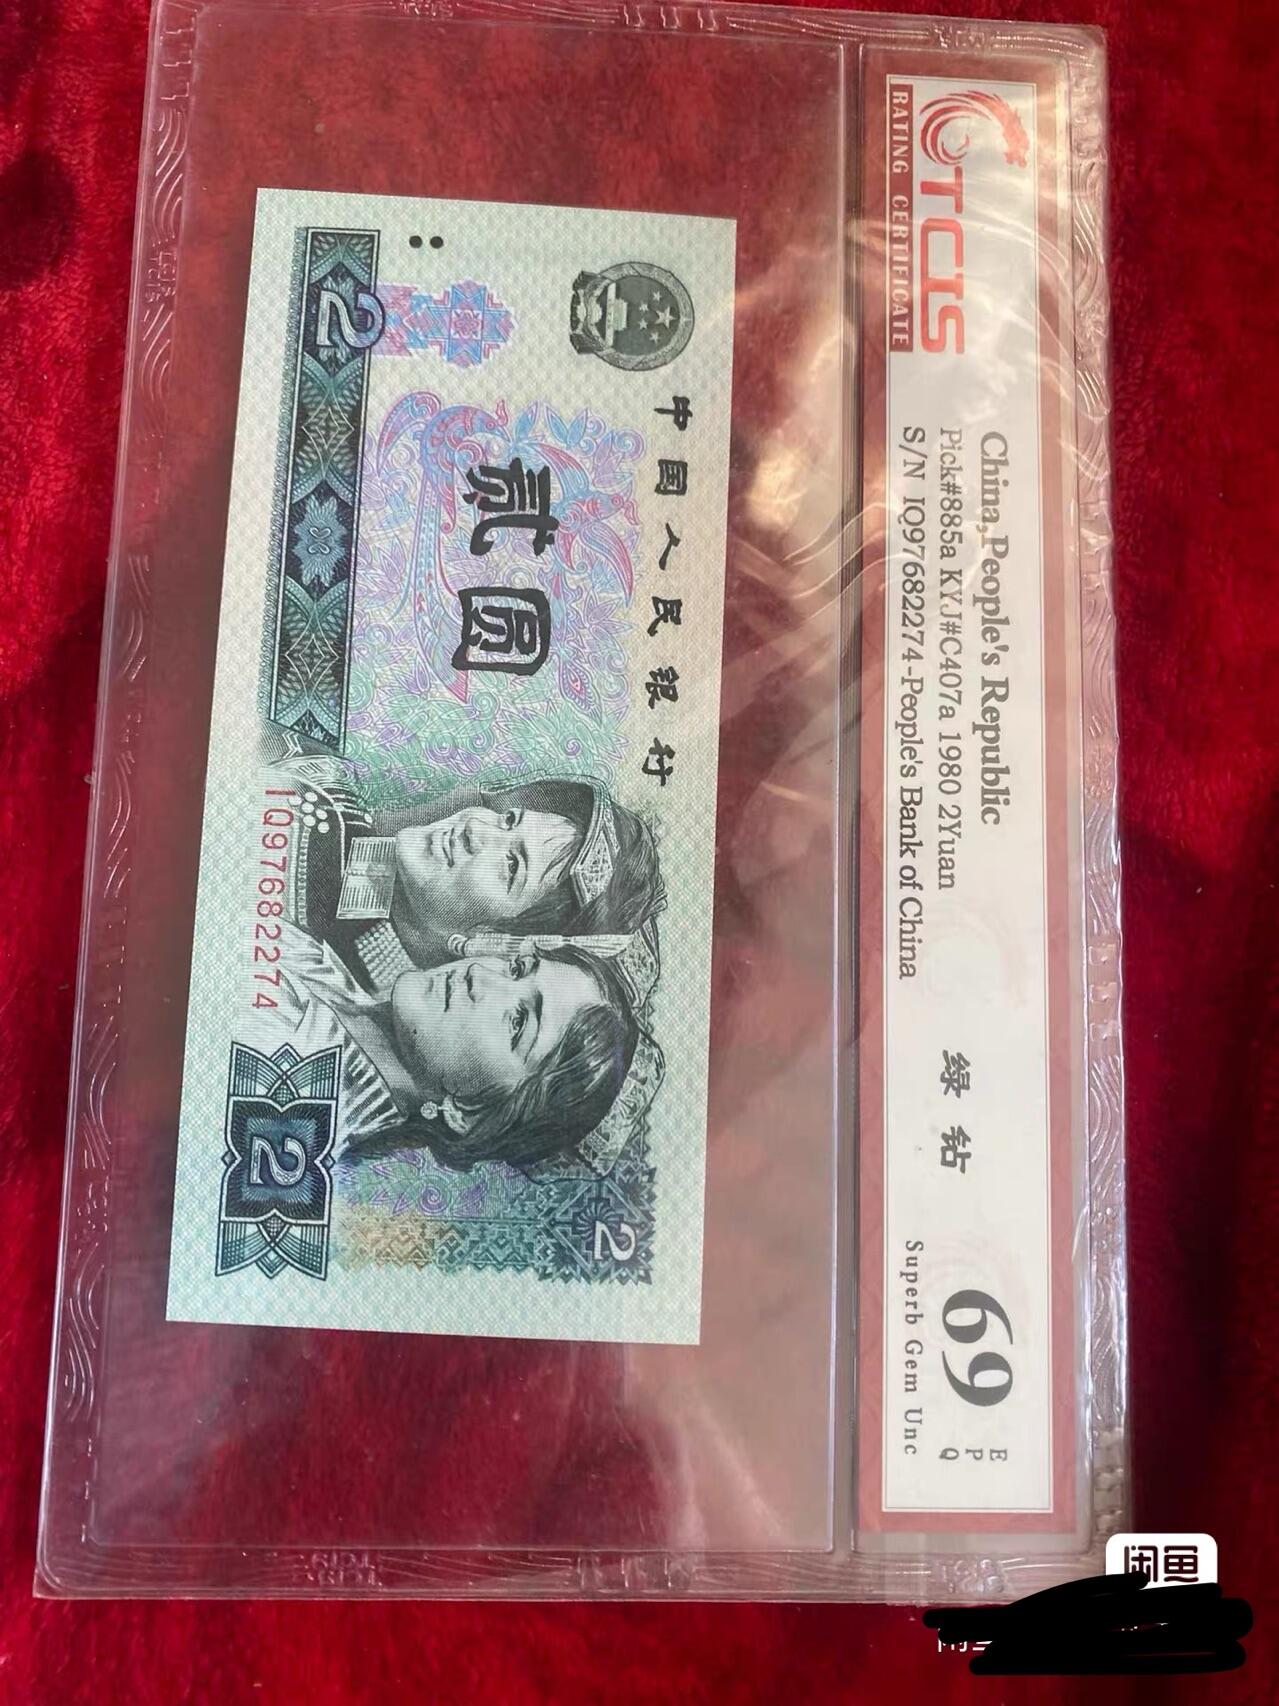 TCIS
RATING CERTIFICATE
China,People's Republic
Pick#885a KYJ#C407a 1980 2Yuan
S/N IQ97682274-People's Bank of China
绿钻
69
E
P
Q
Superb Gem Unc
中国人民银行
贰圆
2
2
2
IQ97682274
闲鱼